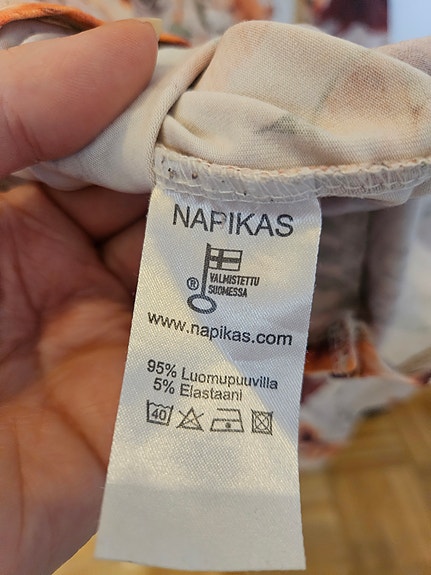 NAPIKAS
® VALMISTETTU
SUOMESSA
www.napikas.com
95% Luomupuuvilla
5% Elastaani
40